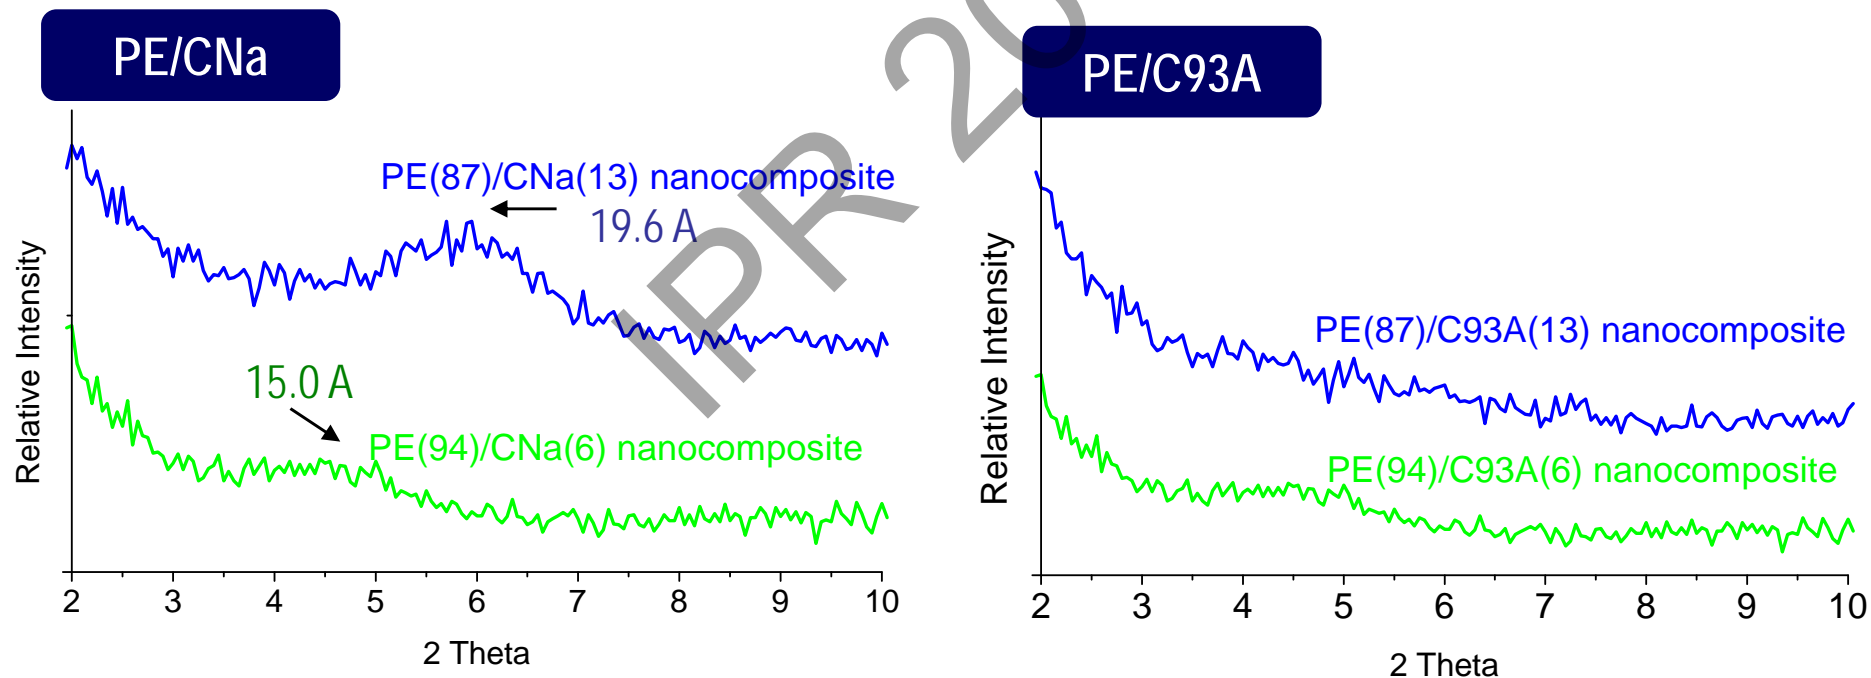 PE/CNa
PE(87)/CNa(13) nanocomposite
19.6 A
15.0 A
PE(94)/CNa(6) nanocomposite
Relative Intensity
2 3 4 5 6 7 8 9 10
2 Theta
PE/C93A
PE(87)/C93A(13) nanocomposite
PE(94)/C93A(6) nanocomposite
Relative Intensity
2 3 4 5 6 7 8 9 10
2 Theta
IPR 20